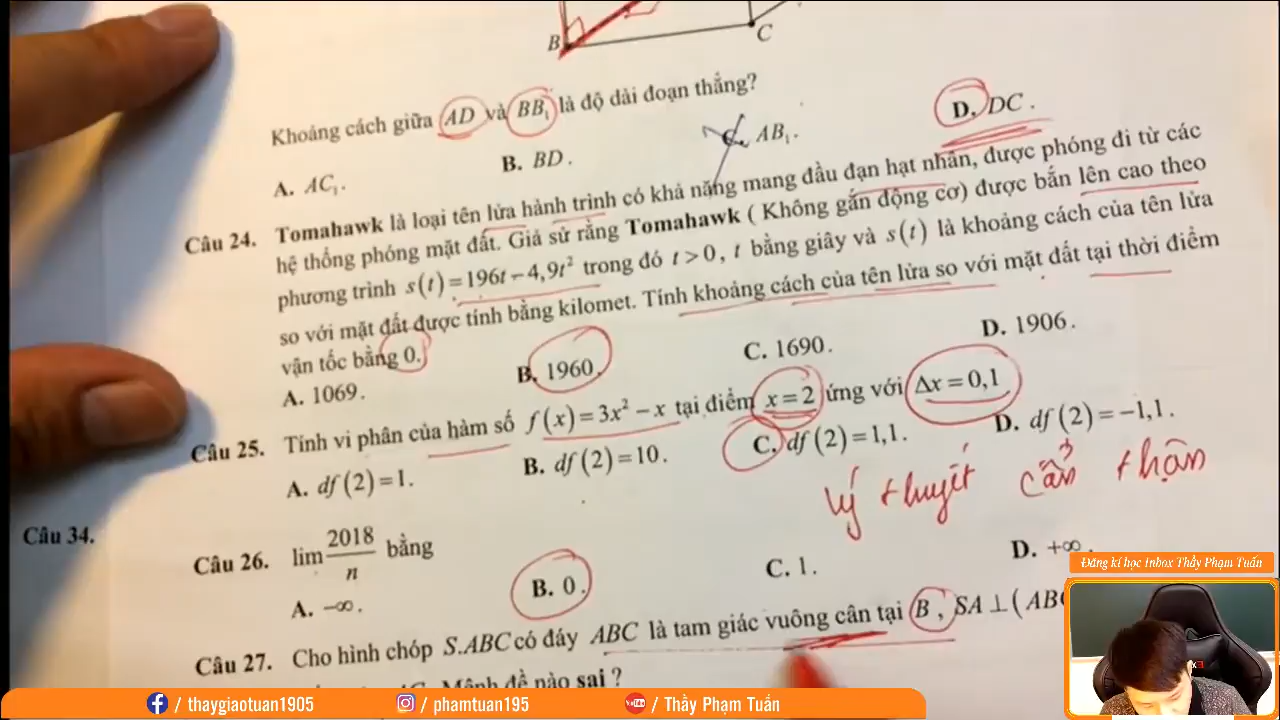 B
C
Khoảng cách giữa AD và BB₁ là độ dài đoạn thẳng?
A. AC₁.
B. BD.
C. AB₁.
D. DC.
Câu 24. Tomahawk là loại tên lửa hành trình có khả năng mang đầu đạn hạt nhân, được phóng đi từ các
hệ thống phóng mặt đất. Giả sử rằng Tomahawk ( Không gắn động cơ) được bắn lên cao theo
phương trình s(t)=196t−4,9t² trong đó t>0, t bằng giây và s(t) là khoảng cách của tên lửa
so với mặt đất được tính bằng kilomet. Tính khoảng cách của tên lửa so với mặt đất tại thời điểm
vận tốc bằng 0.
A. 1069.
B. 1960.
C. 1690.
D. 1906.
Câu 25. Tính vi phân của hàm số f(x)=3x²−x tại điểm x=2 ứng với Δx=0,1
A. df(2)=1.
B. df(2)=10.
C. df(2)=1,1.
D. df(2)=−1,1.
lý thuyết cẩn thận
Câu 34.
Câu 26. lim 2018/n bằng
A. −∞.
B. 0.
C. 1.
D. +∞.
Câu 27. Cho hình chóp S.ABC có đáy ABC là tam giác vuông cân tại B, SA⊥(ABC
Mệnh đề nào sai ?
Đăng kí học Inbox Thầy Phạm Tuấn
/ thaygiaotuan1905
/ phamtuan195
/ Thầy Phạm Tuấn